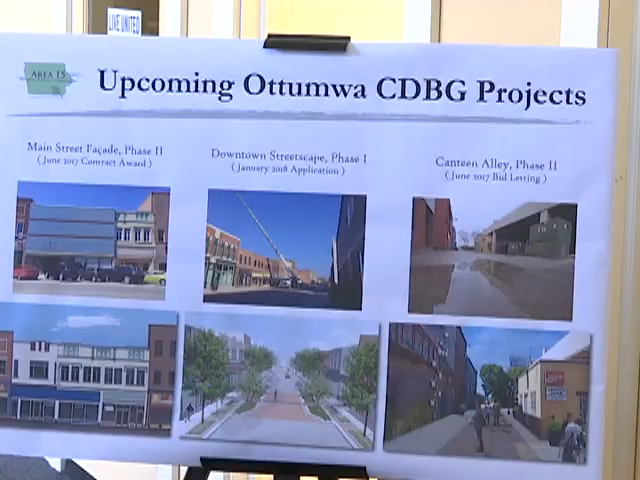 LIVE UNITED
AREA 15
Upcoming Ottumwa CDBG Projects
Main Street Façade, Phase II
(June 2017 Contract Award)
Downtown Streetscape, Phase I
(January 2018 Application)
Canteen Alley, Phase II
(June 2017 Bid Letting)